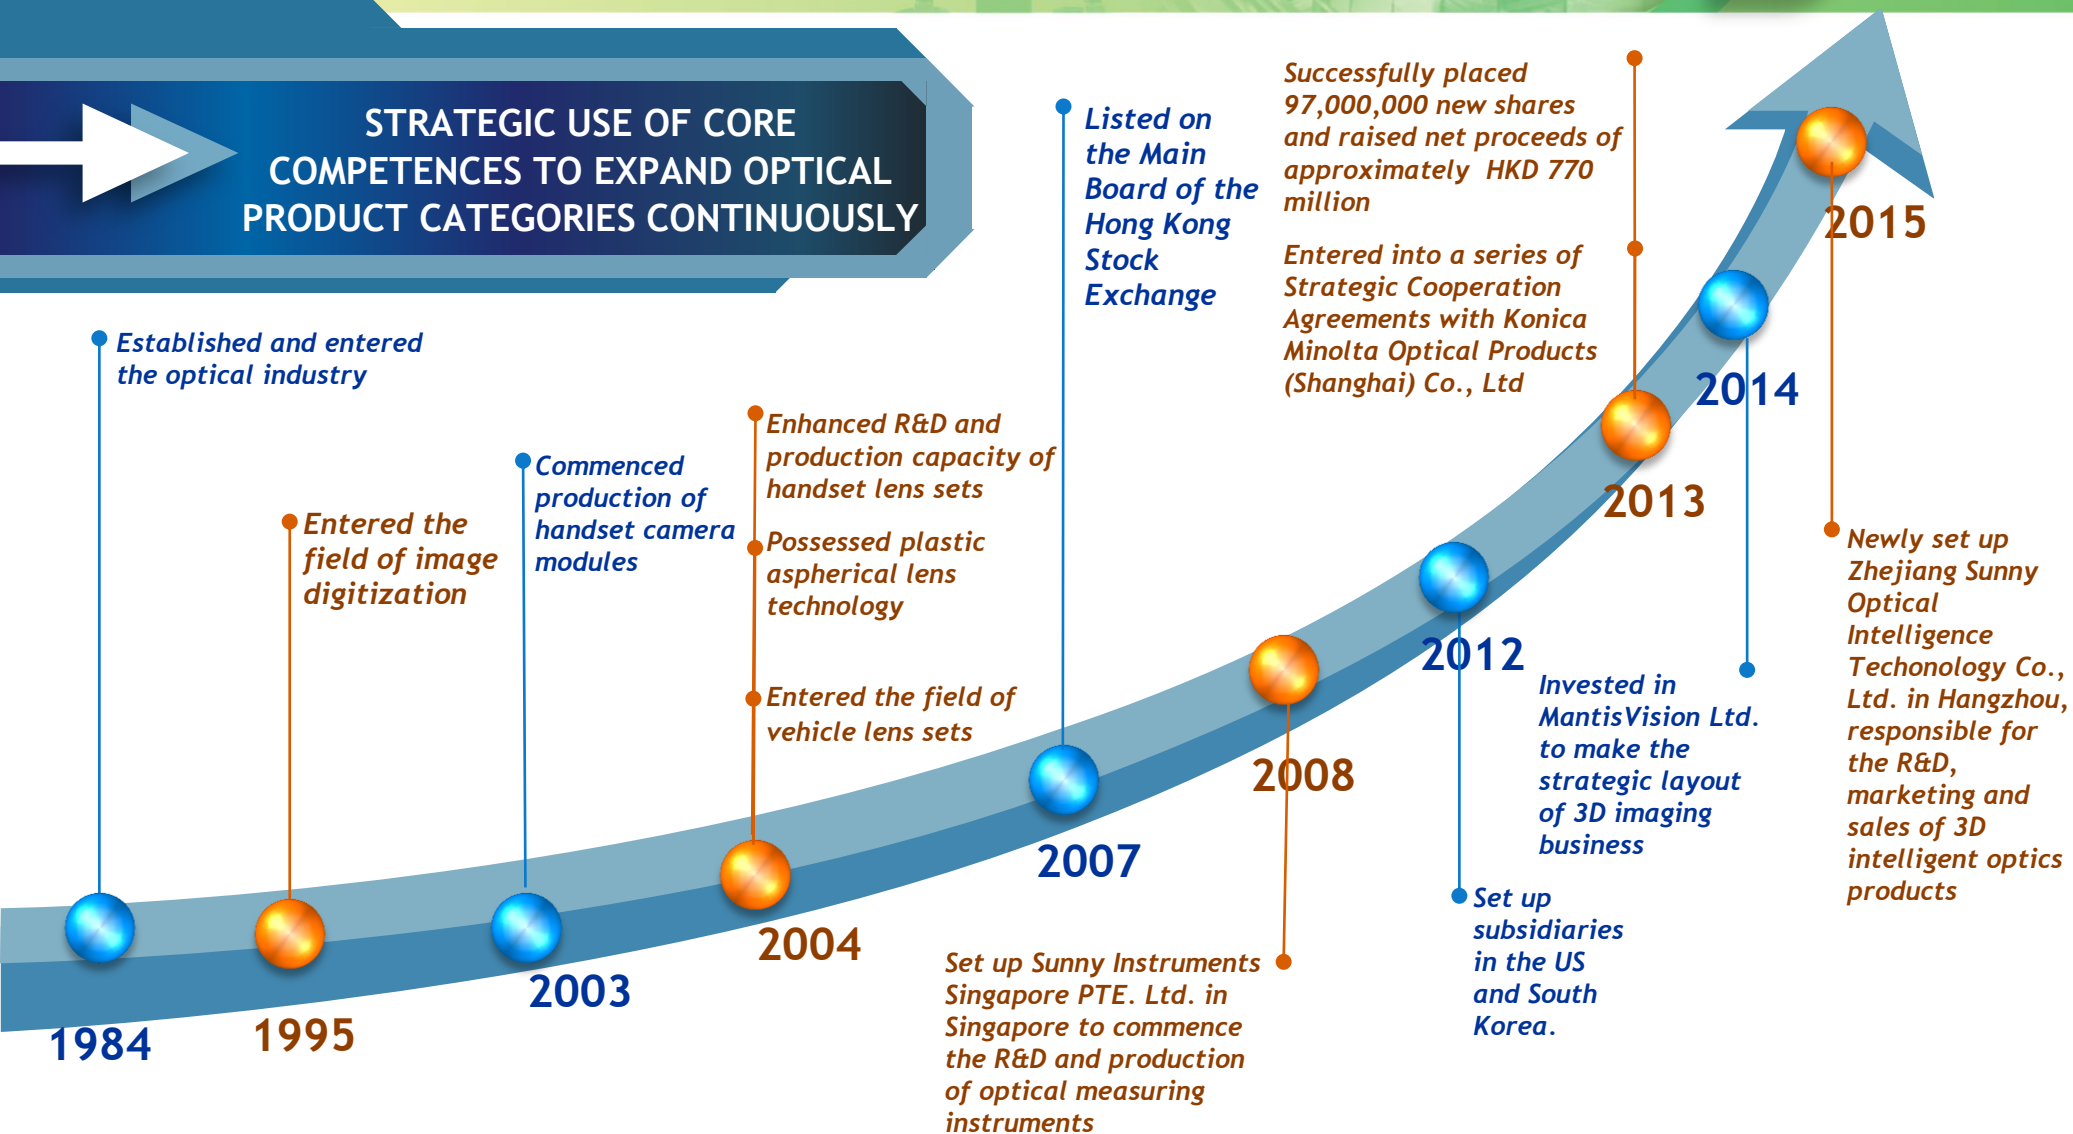 STRATEGIC USE OF CORE
COMPETENCES TO EXPAND OPTICAL
PRODUCT CATEGORIES CONTINUOUSLY
Established and entered
the optical industry
1984
Entered the
field of image
digitization
1995
Commenced
production of
handset camera
modules
2003
Enhanced R&D and
production capacity of
handset lens sets
Possessed plastic
aspherical lens
technology
Entered the field of
vehicle lens sets
2004
Listed on
the Main
Board of the
Hong Kong
Stock
Exchange
2007
2008
Set up Sunny Instruments
Singapore PTE. Ltd. in
Singapore to commence
the R&D and production
of optical measuring
instruments
2012
Set up
subsidiaries
in the US
and South
Korea.
Successfully placed
97,000,000 new shares
and raised net proceeds of
approximately  HKD 770
million
Entered into a series of
Strategic Cooperation
Agreements with Konica
Minolta Optical Products
(Shanghai) Co., Ltd
2013
2014
Invested in
MantisVision Ltd.
to make the
strategic layout
of 3D imaging
business
2015
Newly set up
Zhejiang Sunny
Optical
Intelligence
Techonology Co.,
Ltd. in Hangzhou,
responsible for
the R&D,
marketing and
sales of 3D
intelligent optics
products